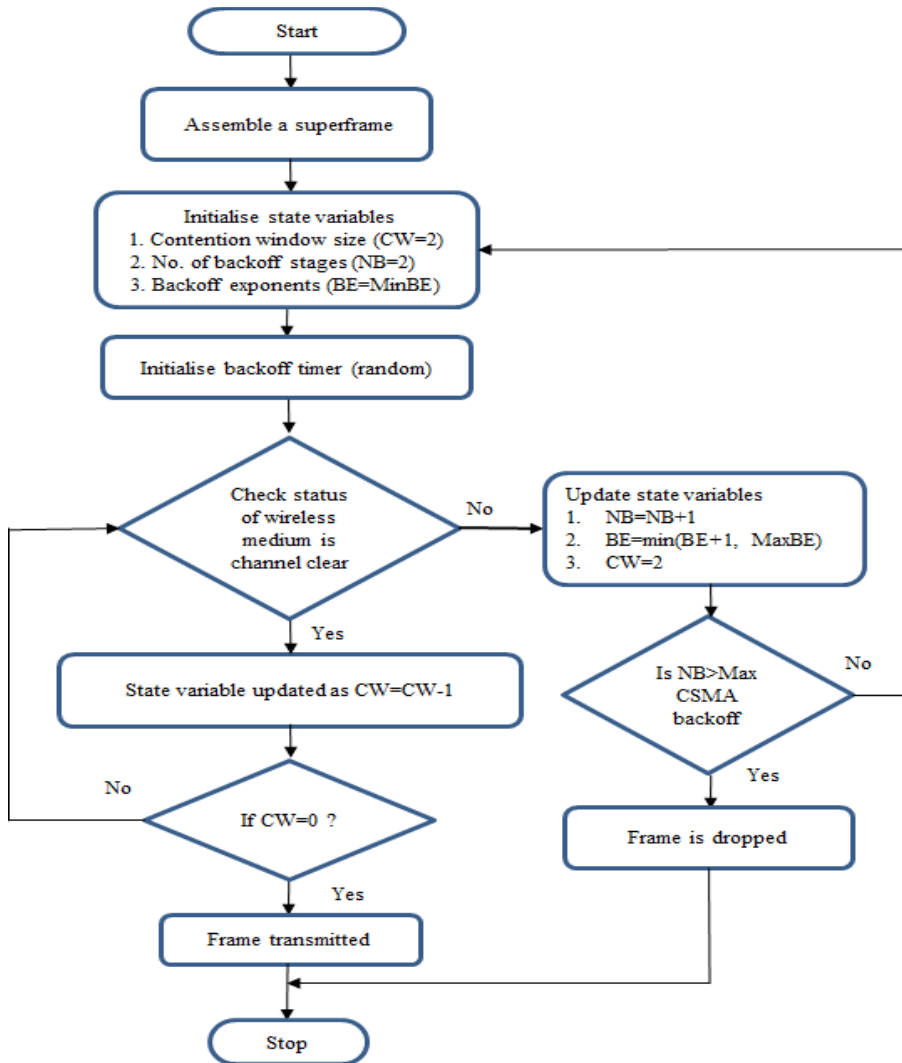 Start
Assemble a superframe
Initialise state variables
1. Contention window size (CW=2)
2. No. of backoff stages (NB=2)
3. Backoff exponents (BE=MinBE)
Initialise backoff timer (random)
Check status
of wireless
medium is
channel clear
No
Update state variables
1. NB=NB+1
2. BE=min(BE+1, MaxBE)
3. CW=2
Yes
State variable updated as CW=CW-1
Is NB>Max
CSMA
backoff
No
No
If CW=0 ?
Yes
Frame is dropped
Yes
Frame transmitted
Stop